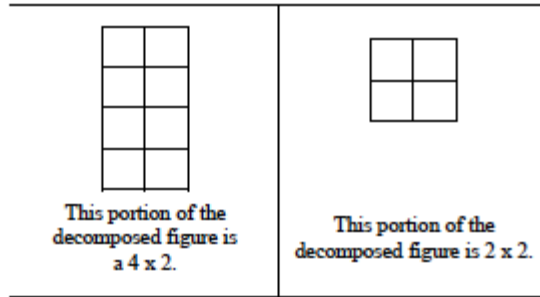 This portion of the
decomposed figure is
a 4 x 2.
This portion of the
decomposed figure is 2 x 2.